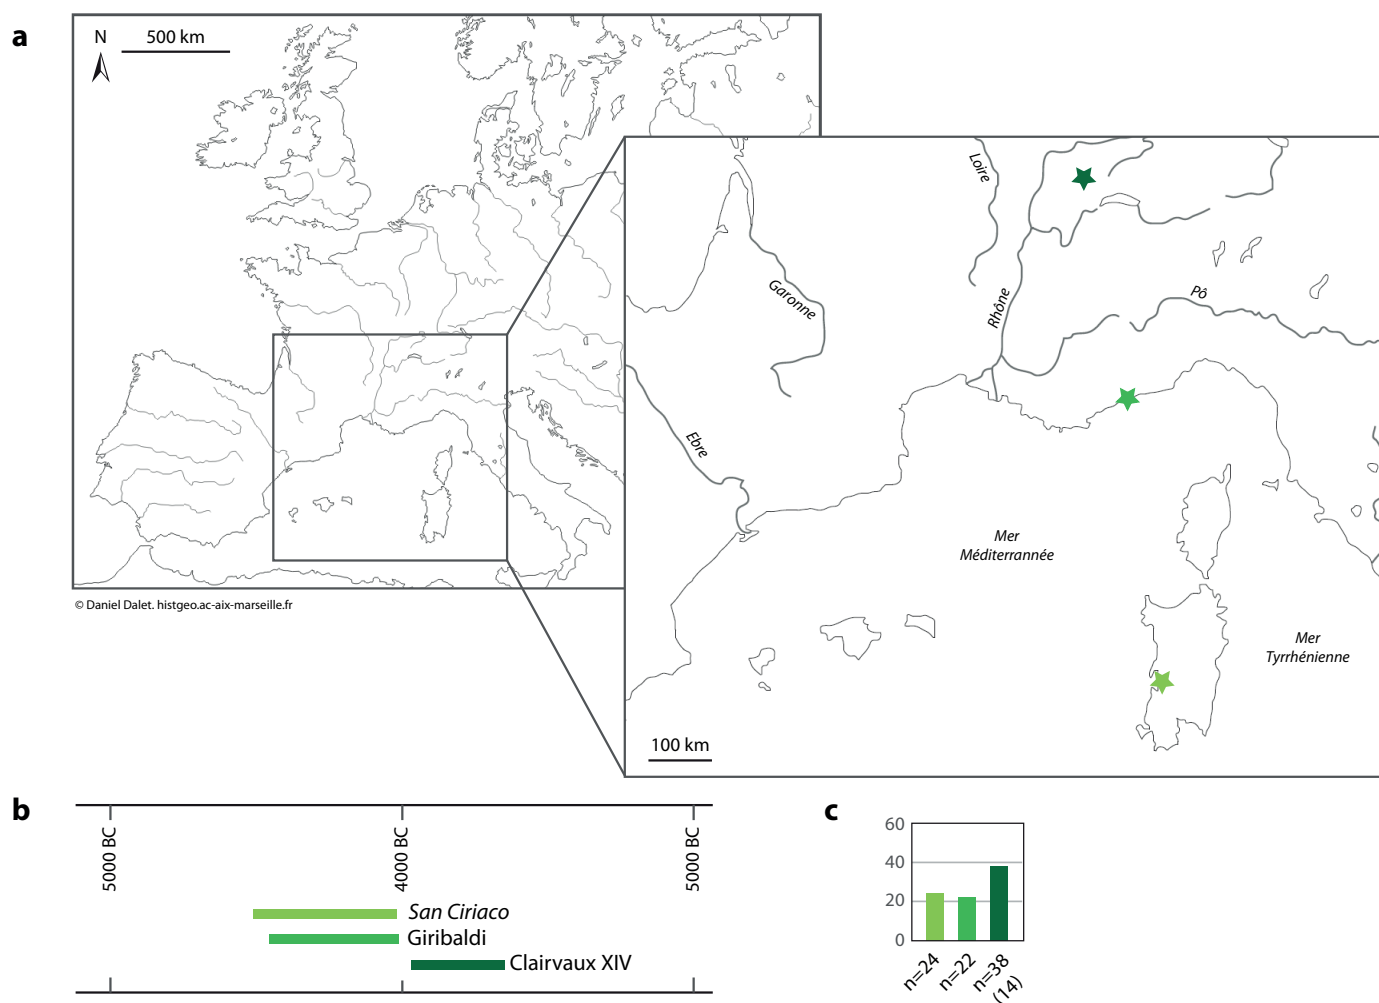 a
N
500 km
© Daniel Dalet. histgeo.ac-aix-marseille.fr
Loire
Rhône
Garonne
Pô
Ebre
Mer
Méditerrannée
Mer
Tyrrhénienne
100 km
b
5000 BC
4000 BC
5000 BC
San Ciriaco
Giribaldi
Clairvaux XIV
c
60
40
20
0
n=24
n=22
n=38
(14)